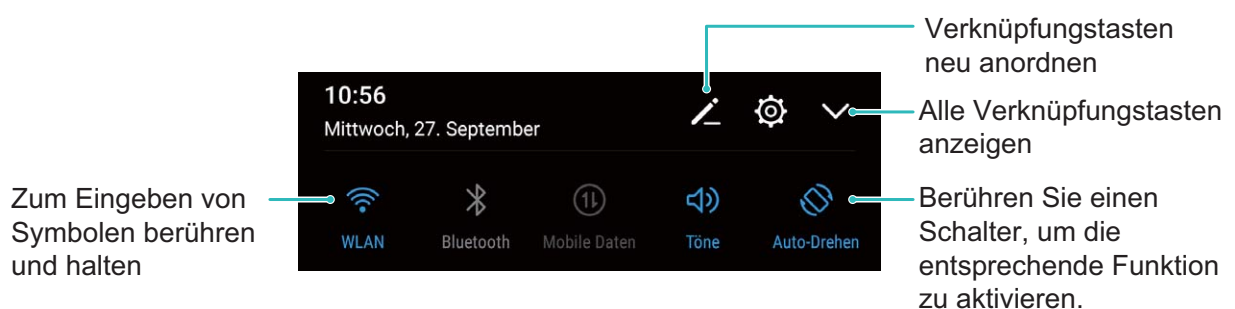 Verknüpfungstasten
neu anordnen
10:56
Mittwoch, 27. September
Alle Verknüpfungstasten
anzeigen
Zum Eingeben von
Symbolen berühren
und halten
WLAN
Bluetooth
Mobile Daten
Töne
Auto-Drehen
Berühren Sie einen
Schalter, um die
entsprechende Funktion
zu aktivieren.